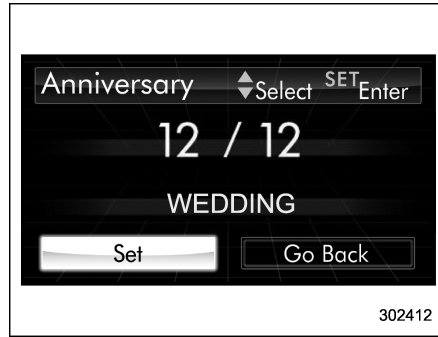 Anniversary Select SET Enter
12 / 12
WEDDING
Set Go Back
302412